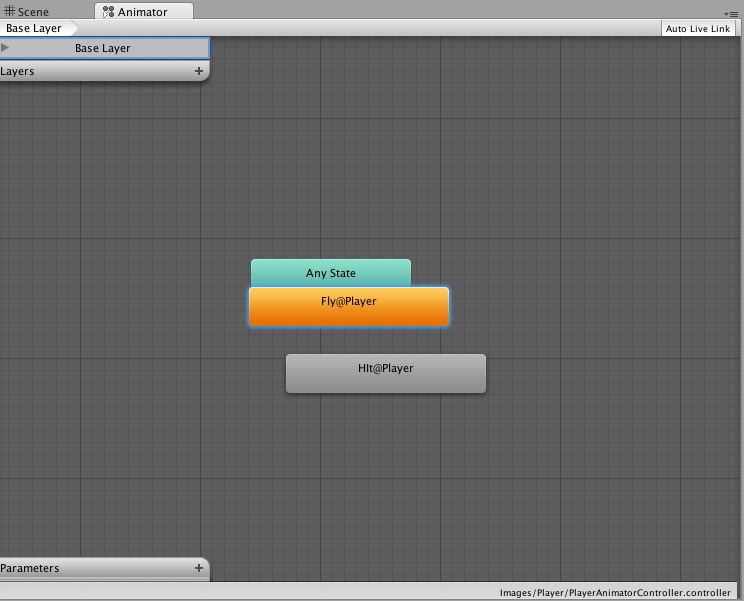 Scene
Animator
Base Layer
Auto Live Link
Base Layer
Layers
Any State
Fly@Player
HIt@Player
Parameters
Images/Player/PlayerAnimatorController.controller